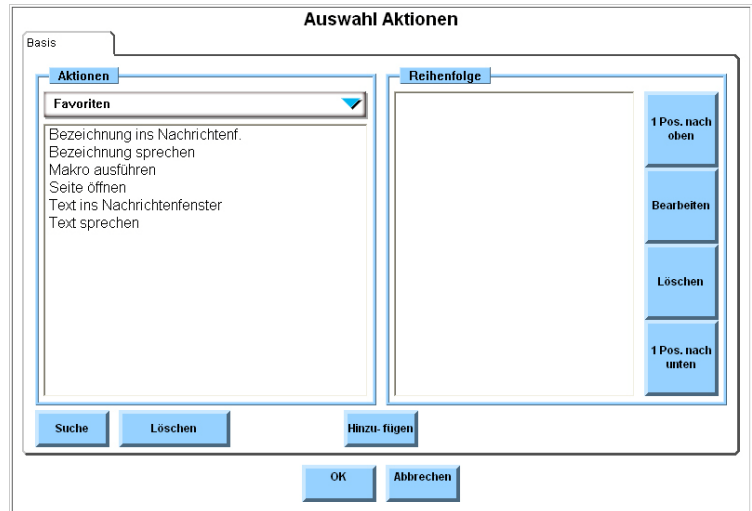 Auswahl Aktionen
Basis
Aktionen
Favoriten
Bezeichnung ins Nachrichtenf.
Bezeichnung sprechen
Makro ausführen
Seite öffnen
Text ins Nachrichtenfenster
Text sprechen
Reihenfolge
1 Pos. nach
oben
Bearbeiten
Löschen
1 Pos. nach
unten
Suche
Löschen
Hinzu- fügen
OK
Abbrechen